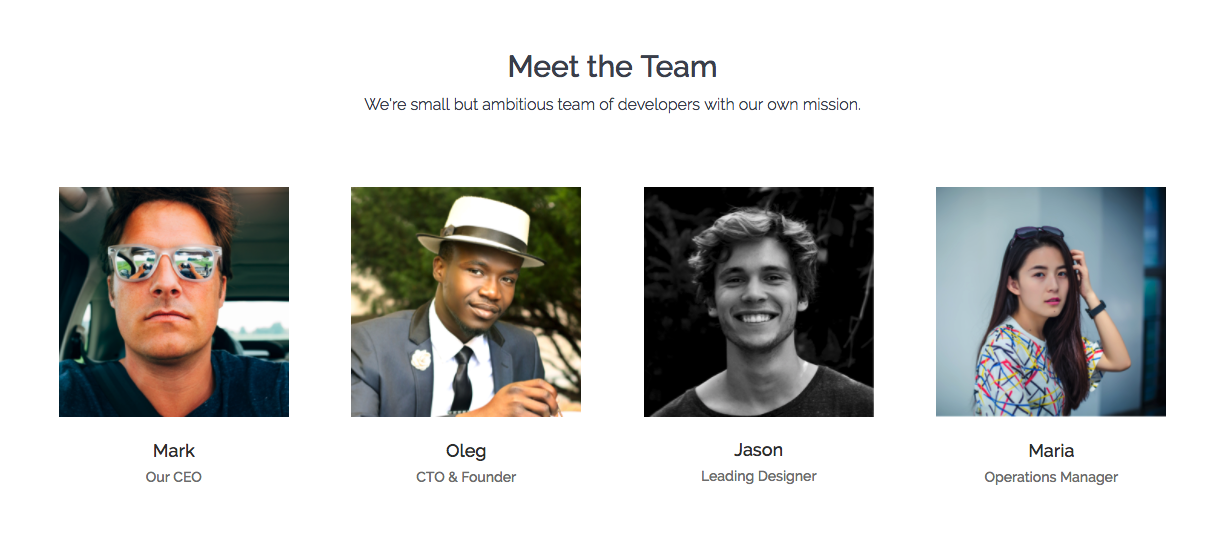 Meet the Team
We're small but ambitious team of developers with our own mission.
Mark
Our CEO
Oleg
CTO & Founder
Jason
Leading Designer
Maria
Operations Manager